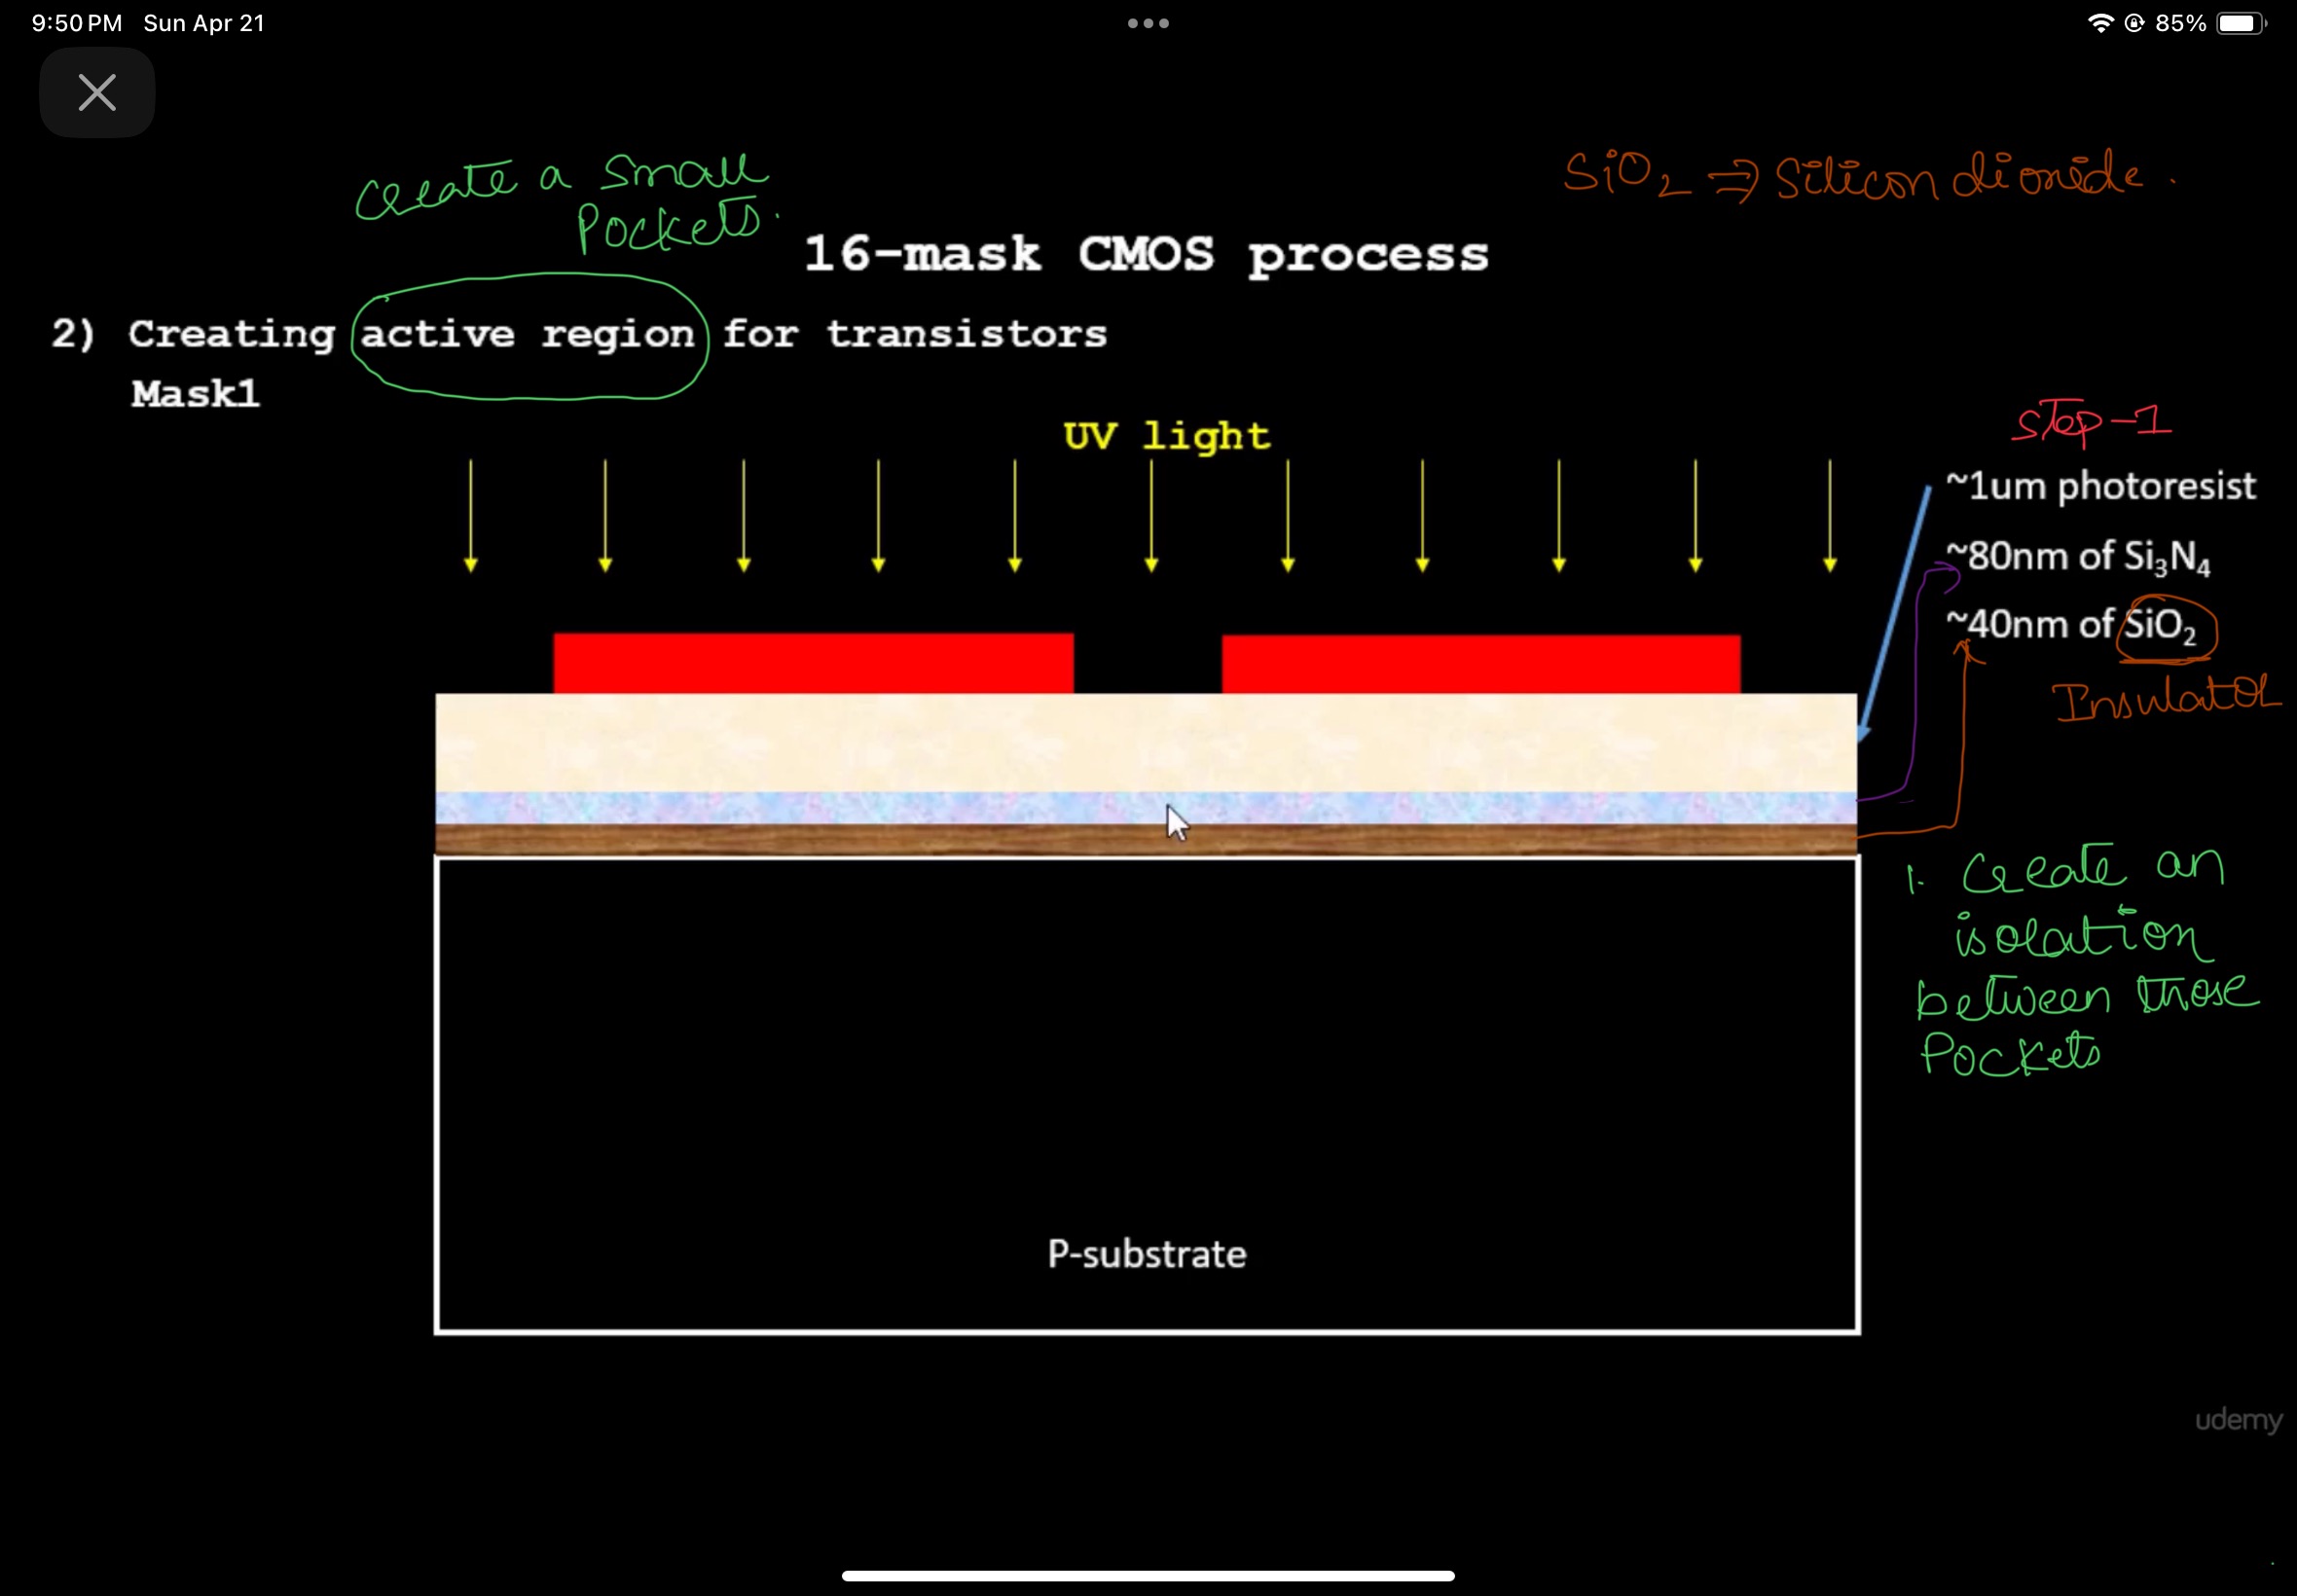 9:50 PM Sun Apr 21
85%
Create a small
Pockets.
SiO2 ⇒ Silicon dioxide.
16-mask CMOS process
2) Creating active region for transistors
Mask1
UV light
step-1
~1um photoresist
~80nm of Si₃N₄
~40nm of SiO₂
Insulator
1. Create an
isolation
between those
Pockets
P-substrate
udemy